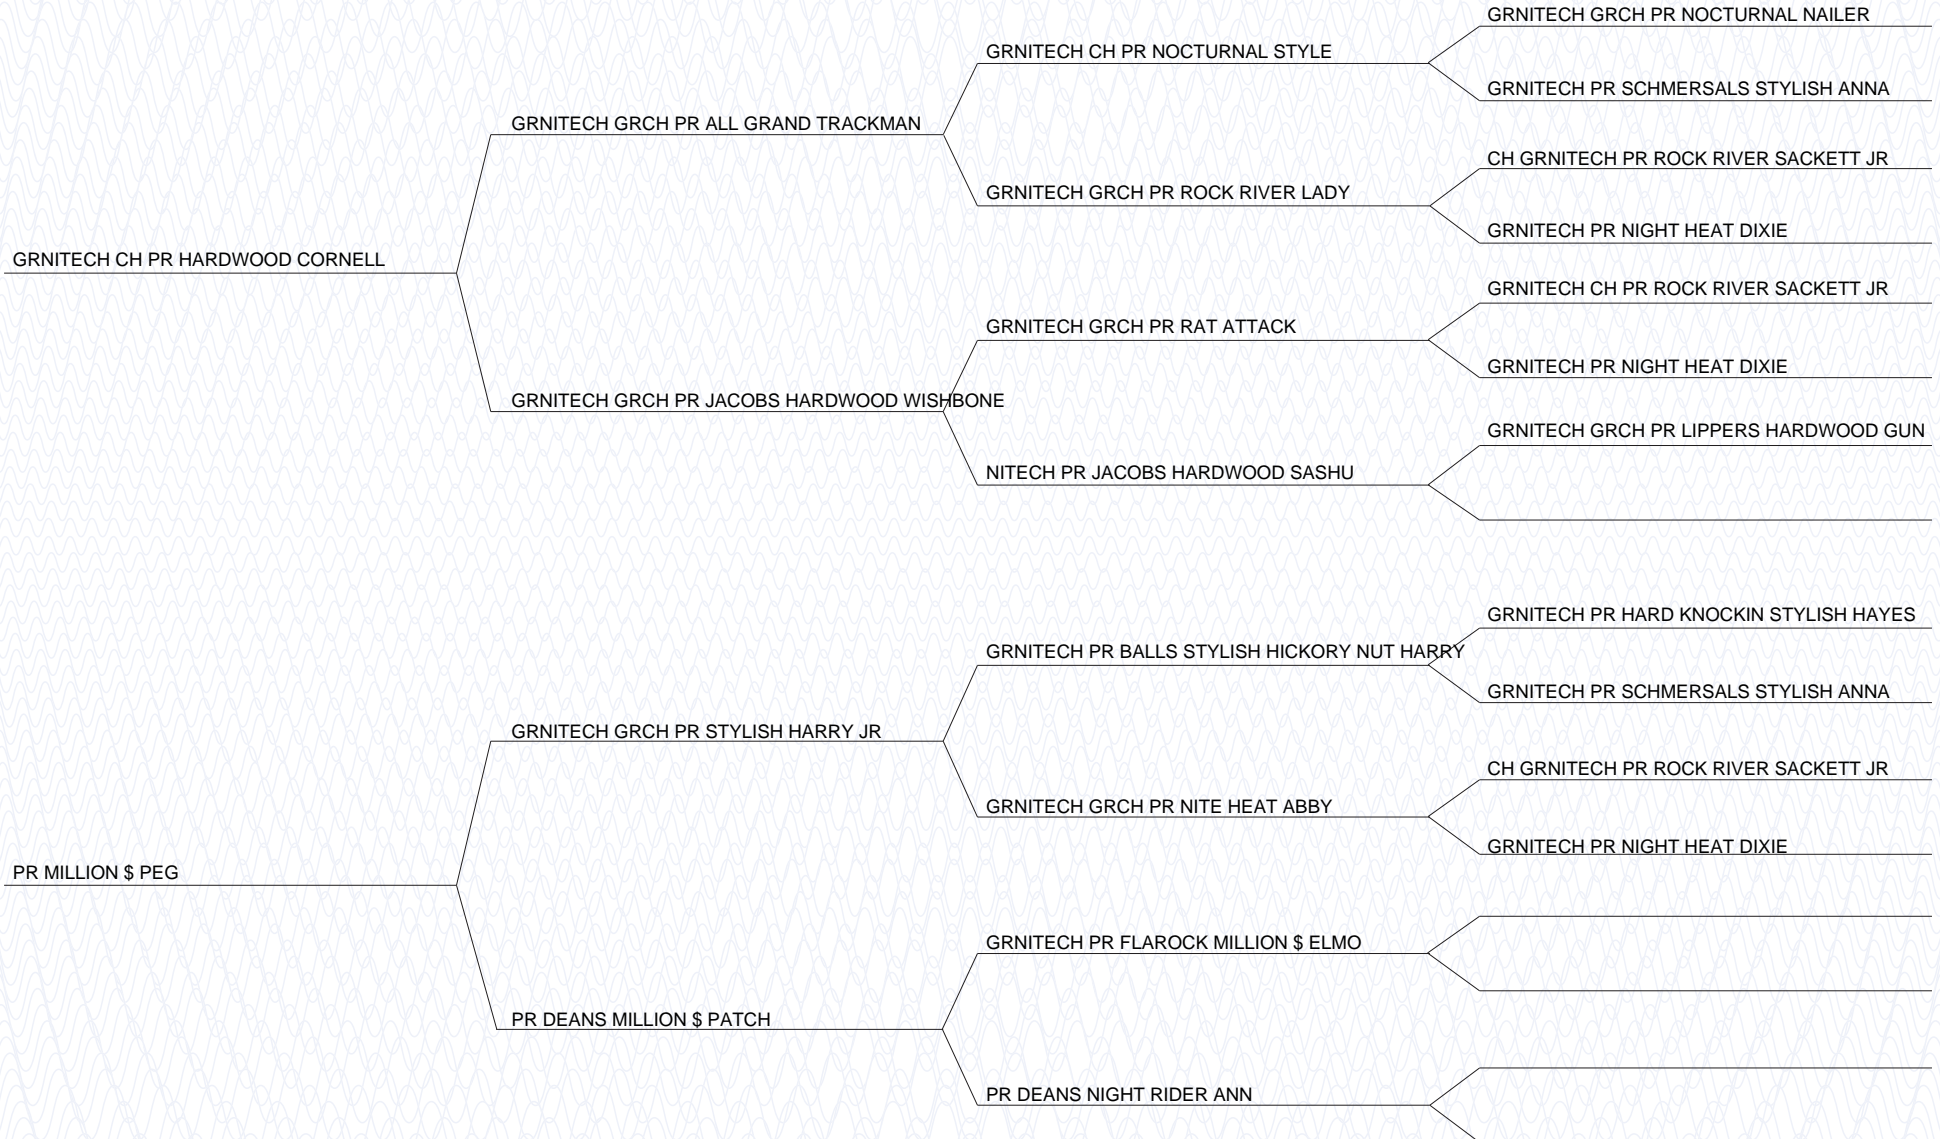 GRNITECH GRCH PR NOCTURNAL NAILER
GRNITECH CH PR NOCTURNAL STYLE
GRNITECH PR SCHMERSALS STYLISH ANNA
GRNITECH GRCH PR ALL GRAND TRACKMAN
CH GRNITECH PR ROCK RIVER SACKETT JR
GRNITECH GRCH PR ROCK RIVER LADY
GRNITECH PR NIGHT HEAT DIXIE
GRNITECH CH PR HARDWOOD CORNELL
GRNITECH CH PR ROCK RIVER SACKETT JR
GRNITECH GRCH PR RAT ATTACK
GRNITECH PR NIGHT HEAT DIXIE
GRNITECH GRCH PR JACOBS HARDWOOD WISHBONE
GRNITECH GRCH PR LIPPERS HARDWOOD GUN
NITECH PR JACOBS HARDWOOD SASHU
GRNITECH PR HARD KNOCKIN STYLISH HAYES
GRNITECH PR BALLS STYLISH HICKORY NUT HARRY
GRNITECH PR SCHMERSALS STYLISH ANNA
GRNITECH GRCH PR STYLISH HARRY JR
CH GRNITECH PR ROCK RIVER SACKETT JR
GRNITECH GRCH PR NITE HEAT ABBY
GRNITECH PR NIGHT HEAT DIXIE
PR MILLION $ PEG
GRNITECH PR FLAROCK MILLION $ ELMO
PR DEANS MILLION $ PATCH
PR DEANS NIGHT RIDER ANN